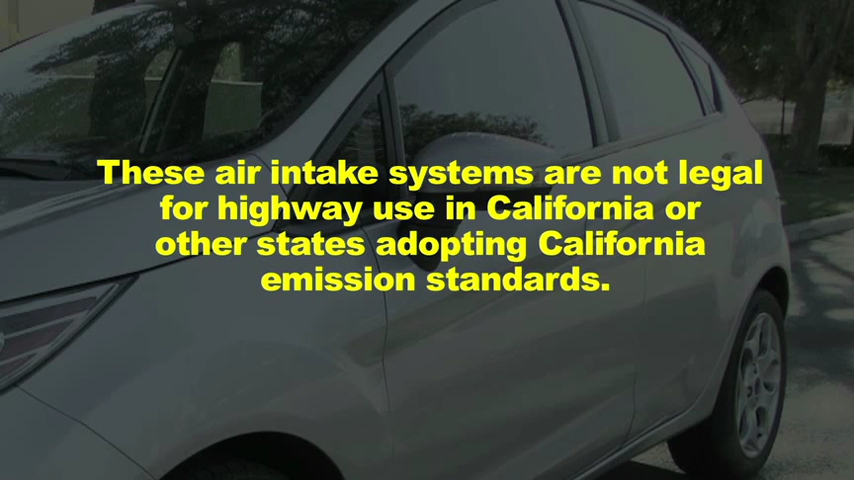 These air intake systems are not legal
for highway use in California or
other states adopting California
emission standards.